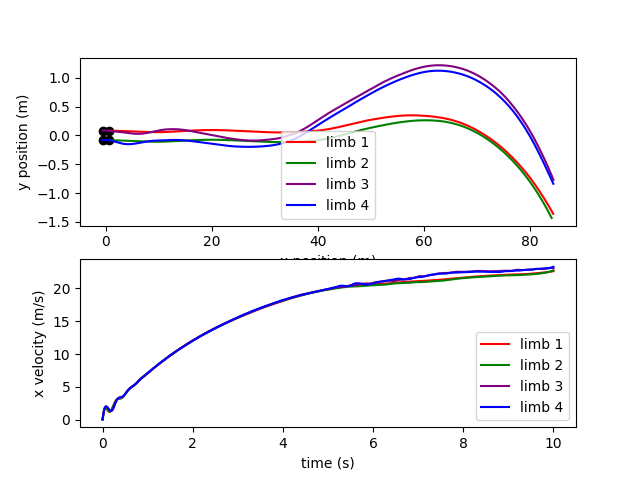 1.0
0.5
0.0
−0.5
−1.0
−1.5
y position (m)
limb 1
limb 2
limb 3
limb 4
0
20
40
60
80
x position (m)
20
15
10
5
0
x velocity (m/s)
limb 1
limb 2
limb 3
limb 4
0
2
4
6
8
10
time (s)